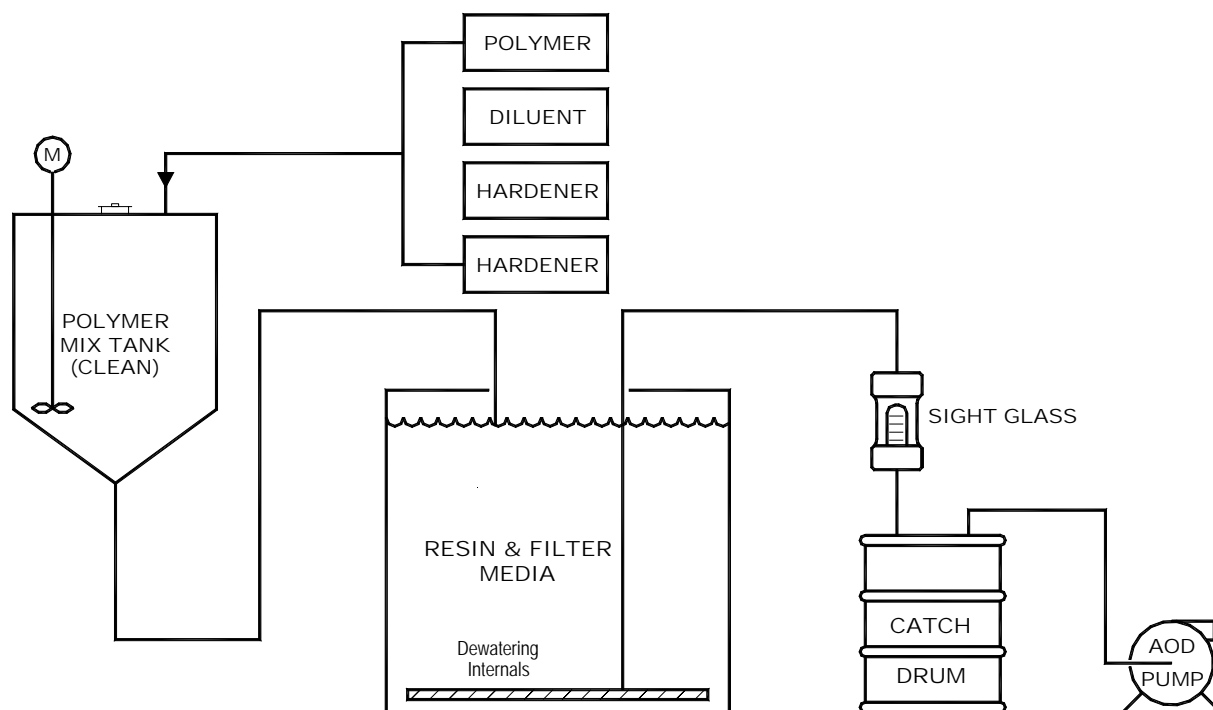 POLYMER
DILUENT
HARDENER
HARDENER
M
POLYMER
MIX TANK
(CLEAN)
SIGHT GLASS
RESIN & FILTER
MEDIA
Dewatering
Internals
CATCH
DRUM
AOD
PUMP